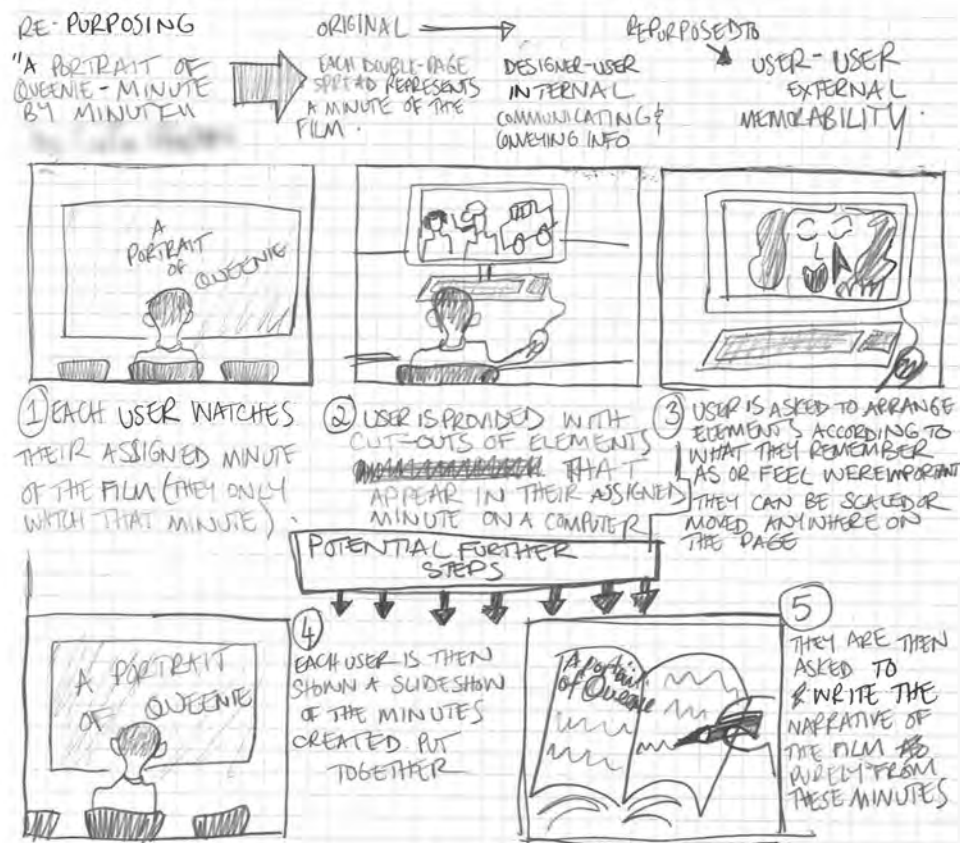 RE-PURPOSING
"A PORTRAIT OF
QUEENIE - MINUTE
BY MINUTE"
ORIGINAL
EACH DOUBLE-PAGE
SPREAD REPRESENTS
A MINUTE OF THE
FILM.
DESIGNER-USER
INTERNAL
COMMUNICATING &
CONVEYING INFO
REPURPOSED TO
USER-USER
EXTERNAL
MEMORABILITY.
A
PORTRAIT
OF QUEENIE
1 EACH USER WATCHES
THEIR ASSIGNED MINUTE
OF THE FILM (THEY ONLY
WATCH THAT MINUTE).
2 USER IS PROVIDED WITH
CUT-OUTS OF ELEMENTS
THAT
APPEAR IN THEIR ASSIGNED
MINUTE ON A COMPUTER
3 USER IS ASKED TO ARRANGE
ELEMENTS ACCORDING TO
WHAT THEY REMEMBER
AS OR FEEL WERE IMPORTANT
THEY CAN BE SCALED OR
MOVED ANYWHERE ON
THE PAGE
POTENTIAL FURTHER
STEPS
A PORTRAIT
OF QUEENIE
4
EACH USER IS THEN
SHOWN A SLIDESHOW
OF THE MINUTES
CREATED PUT
TOGETHER
A portrait
of Queenie
5
THEY ARE THEN
ASKED TO
& WRITE THE
NARRATIVE OF
THE FILM
PURELY FROM
THESE MINUTES